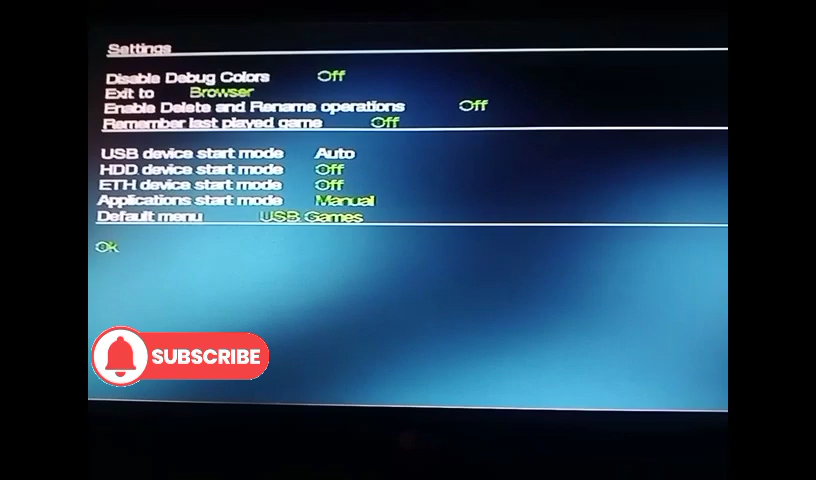 Settings
Disable Debug Colors Off
Exit to Browser
Enable Delete and Rename operations Off
Remember last played game Off
USB device start mode Auto
HDD device start mode Off
ETH device start mode Off
Applications start mode Manual
Default menu USB Games
Ok
SUBSCRIBE